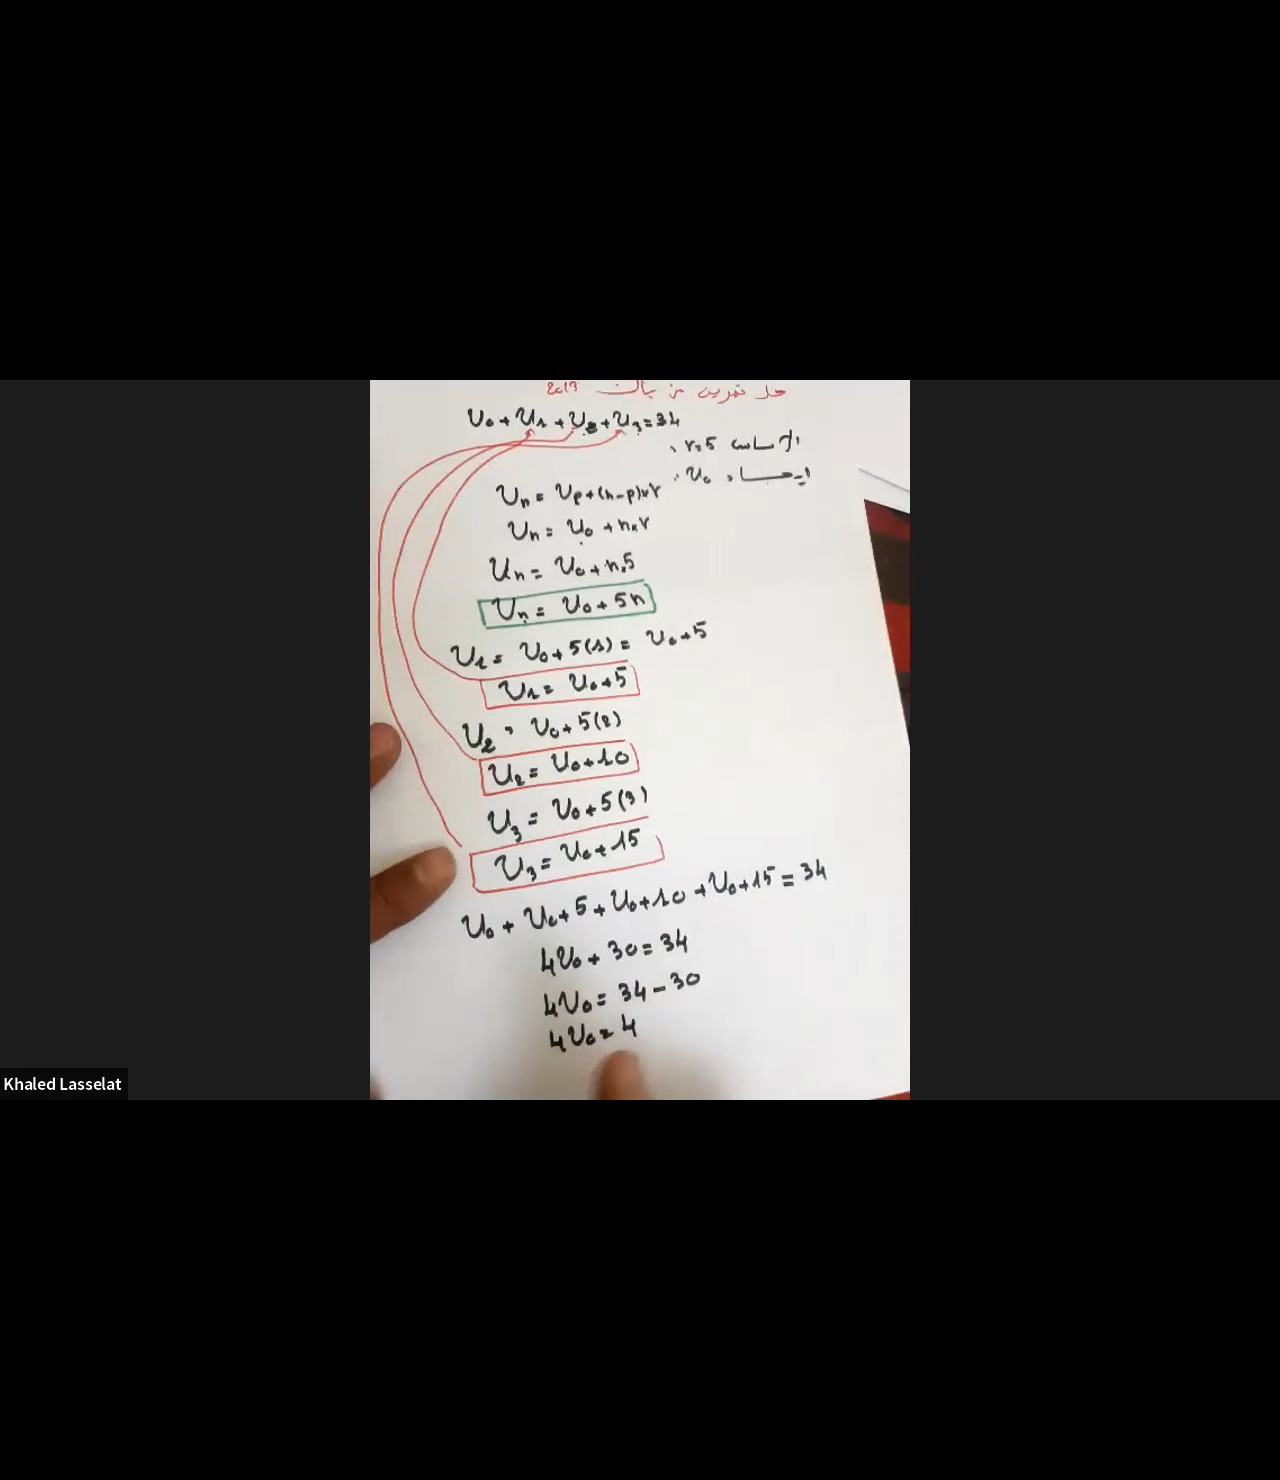 حل تمرين من باك 2013
U₀ + U₁ + U₂ + U₃ = 34
الأساس r=5
إيجاد U₀
Uₙ = Uₚ + (n-p)×r
Uₙ = U₀ + n×r
Uₙ = U₀ + n×5
Uₙ = U₀ + 5n
U₁ = U₀ + 5(1) = U₀+5
U₁ = U₀+5
U₂ = U₀+5(2)
U₂ = U₀+10
U₃ = U₀+5(3)
U₃ = U₀+15
U₀ + U₀+5 + U₀+10 + U₀+15 = 34
4U₀ + 30 = 34
4U₀ = 34 - 30
4U₀ = 4
Khaled Lasselat